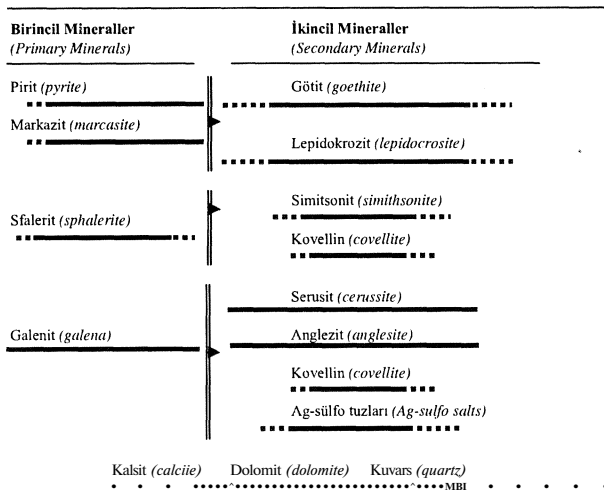 Birincil Mineraller
(Primary Minerals)
İkincil Mineraller
(Secondary Minerals)
Pirit (pyrite)
Götit (goethite)
Markazit (marcasite)
Lepidokrozit (lepidocrosite)
Simitsonit (simithsonite)
Sfalerit (sphalerite)
Kovellin (covellite)
Serusit (cerussite)
Galenit (galena)
Anglezit (anglesite)
Kovellin (covellite)
Ag-sülfo tuzları (Ag-sulfo salts)
Kalsit (calciie) Dolomit (dolomite) Kuvars (quartz)
MBI